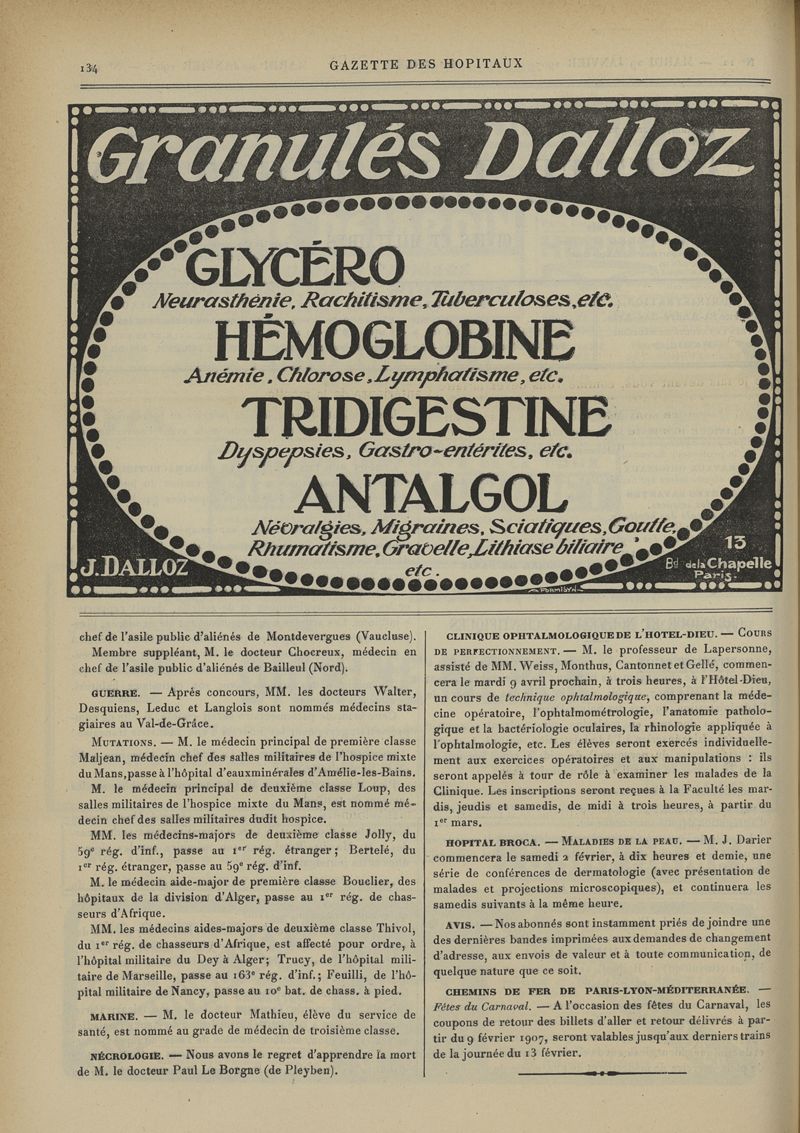 134
GAZETTE DES HOPITAUX
Granulés Dalloz
GLYCÉRO
Neurasthénie, Rachitisme, Tuberculoses, etc.
HÉMOGLOBINE
Anémie, Chlorose, Lymphatisme, etc.
TRIDIGESTINE
Dyspepsies, Gastro-entérites, etc.
ANTALGOL
Névralgies, Migraines, Sciatiques, Goutte,
Rhumatisme, Gravelle, Lithiase biliaire
etc.
J. DALLOZ
13
Bd de la Chapelle
Paris.
chef de l'asile public d'aliénés de Montdevergues (Vaucluse).
Membre suppléant, M. le docteur Chocreux, médecin en
chef de l'asile public d'aliénés de Bailleul (Nord).
GUERRE. — Aprés concours, MM. les docteurs Walter,
Desquiens, Leduc et Langlois sont nommés médecins sta-
giaires au Val-de-Grâce.
MUTATIONS. — M. le médecin principal de première classe
Maljean, médecin chef des salles militaires de l'hospice mixte
du Mans, passe à l'hôpital d'eaux minérales d'Amélie-les-Bains.
M. le médecin principal de deuxième classe Loup, des
salles militaires de l'hospice mixte du Mans, est nommé mé-
decin chef des salles militaires dudit hospice.
MM. les médecins-majors de deuxième classe Jolly, du
59e rég. d'inf., passe au 1er rég. étranger; Bertelé, du
1er rég. étranger, passe au 59e rég. d'inf.
M. le médecin aide-major de première classe Bouclier, des
hôpitaux de la division d'Alger, passe au 1er rég. de chas-
seurs d'Afrique.
MM. les médecins aides-majors de deuxième classe Thivol,
du 1er rég. de chasseurs d'Afrique, est affecté pour ordre, à
l'hôpital militaire du Dey à Alger; Trucy, de l'hôpital mili-
taire de Marseille, passe au 163e rég. d'inf.; Feuilli, de l'hô-
pital militaire de Nancy, passe au 10e bat. de chass. à pied.
MARINE. — M. le docteur Mathieu, élève du service de
santé, est nommé au grade de médecin de troisième classe.
NÉCROLOGIE. — Nous avons le regret d'apprendre la mort
de M. le docteur Paul Le Borgne (de Pleyben).
CLINIQUE OPHTALMOLOGIQUE DE L'HOTEL-DIEU. — COURS
DE PERFECTIONNEMENT. — M. le professeur de Lapersonne,
assisté de MM. Weiss, Monthus, Cantonnet et Gellé, commen-
cera le mardi 9 avril prochain, à trois heures, à l'Hôtel-Dieu,
un cours de technique ophtalmologique, comprenant la méde-
cine opératoire, l'ophtalmométrologie, l'anatomie patholo-
gique et la bactériologie oculaires, la rhinologie appliquée à
l'ophtalmologie, etc. Les élèves seront exercés individuelle-
ment aux exercices opératoires et aux manipulations : ils
seront appelés à tour de rôle à examiner les malades de la
Clinique. Les inscriptions seront reçues à la Faculté les mar-
dis, jeudis et samedis, de midi à trois heures, à partir du
1er mars.
HOPITAL BROCA. — MALADIES DE LA PEAU. — M. J. Darier
commencera le samedi 2 février, à dix heures et demie, une
série de conférences de dermatologie (avec présentation de
malades et projections microscopiques), et continuera les
samedis suivants à la même heure.
AVIS. — Nos abonnés sont instamment priés de joindre une
des dernières bandes imprimées aux demandes de changement
d'adresse, aux envois de valeur et à toute communication, de
quelque nature que ce soit.
CHEMINS DE FER DE PARIS-LYON-MÉDITERRANÉE. —
Fêtes du Carnaval. — A l'occasion des fêtes du Carnaval, les
coupons de retour des billets d'aller et retour délivrés à par-
tir du 9 février 1907, seront valables jusqu'aux derniers trains
de la journée du 13 février.